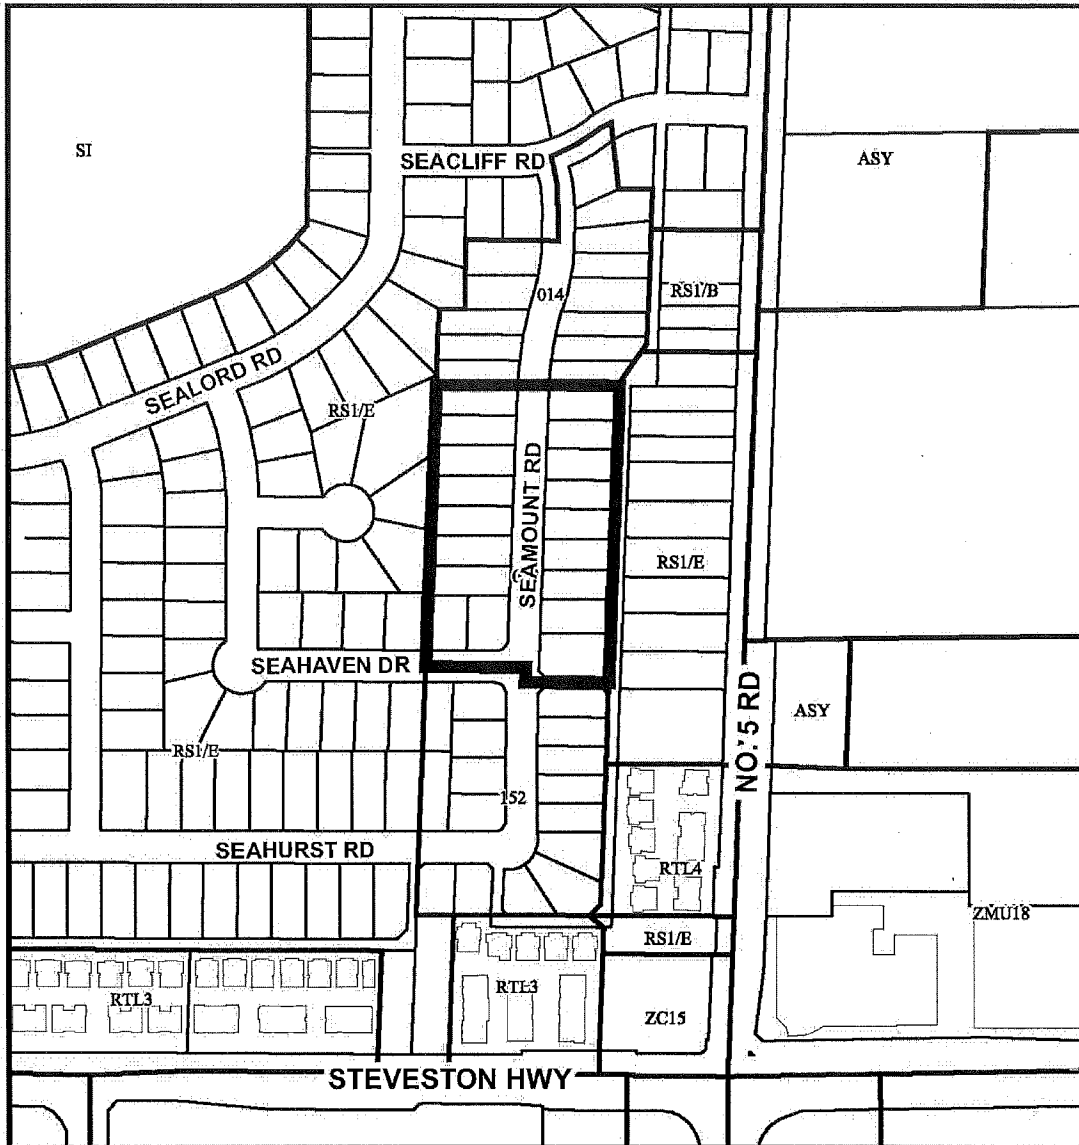 SI
SEACLIFF RD
ASY
014
RS1/B
SEALORD RD
RS1/E
SEAMOUNT RD
RS1/E
SEAHAVEN DR
NO. 5 RD
ASY
RS1/E
152
SEAHURST RD
RTL4
ZMU18
RS1/E
RTL3
RTL3
ZC15
STEVESTON HWY